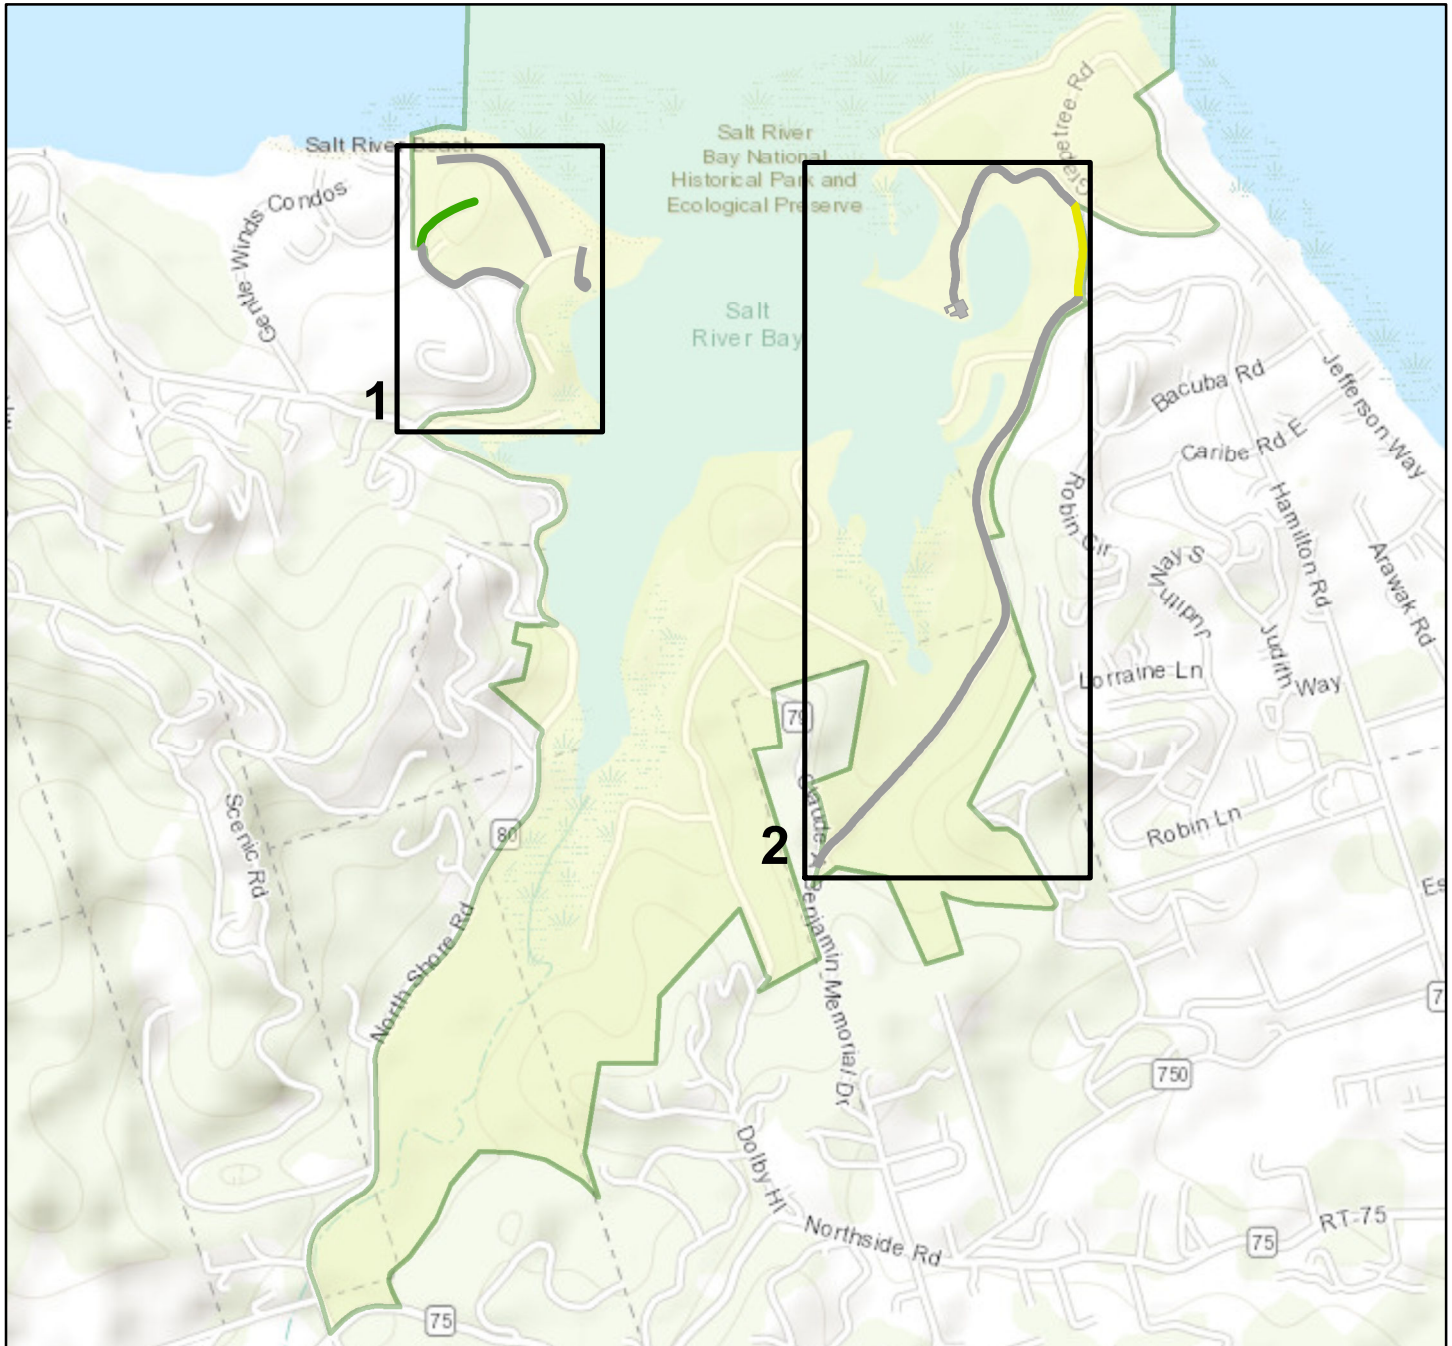 Salt River Beach
Salt River
Bay National
Historical Park and
Ecological Preserve
Grapetree Rd
Gentle Winds Condos
Salt
River Bay
1
Bacuba Rd
Jefferson Way
Caribe Rd E
Robin Cir
Hamilton Rd
Arawak Rd
Judith Way S
Judith Way
Lorraine Ln
79
Scenic Rd
80
2
Robin Ln
North Shore Rd
Benjamin Memorial Dr
750
Dolby Hl
Northside Rd
RT-75
75
75